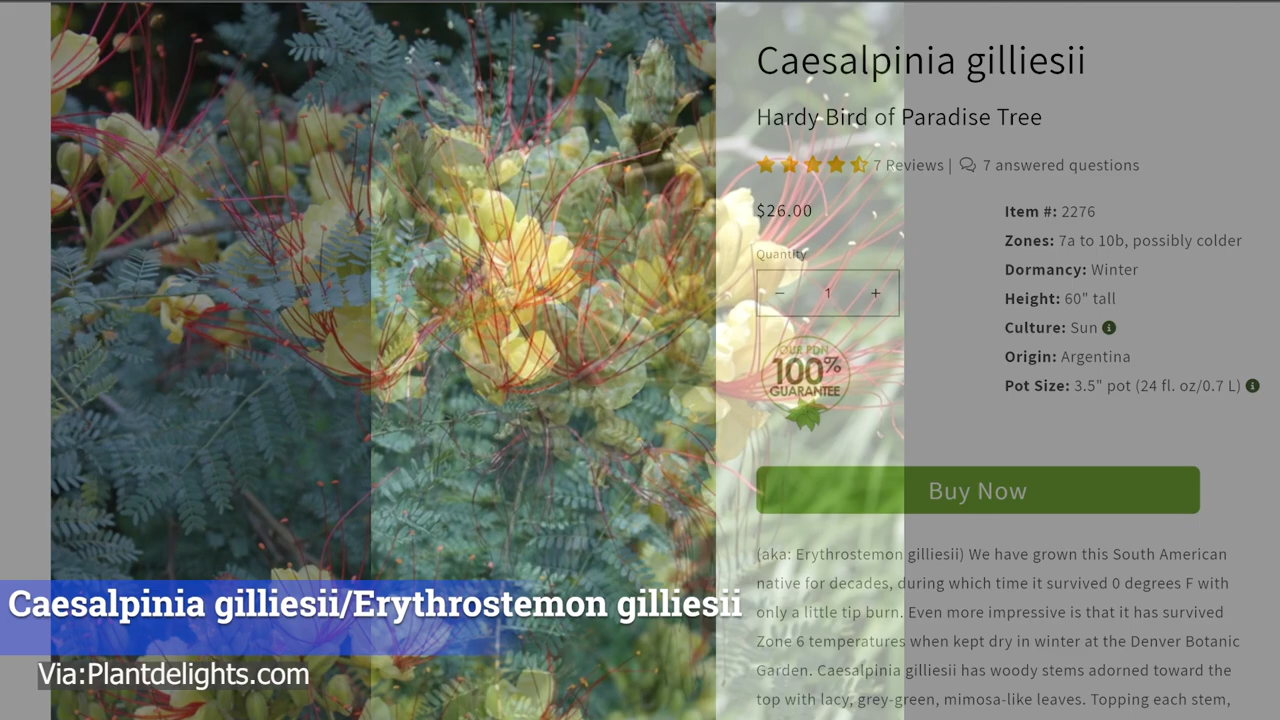 Caesalpinia gilliesii
Hardy Bird of Paradise Tree
7 Reviews | 7 answered questions
$26.00
Quantity
− 1 +
OUR PDN
100%
GUARANTEE
Item #: 2276
Zones: 7a to 10b, possibly colder
Dormancy: Winter
Height: 60" tall
Culture: Sun
Origin: Argentina
Pot Size: 3.5" pot (24 fl. oz/0.7 L)
Buy Now
(aka: Erythrostemon gilliesii) We have grown this South American
native for decades, during which time it survived 0 degrees F with
only a little tip burn. Even more impressive is that it has survived
Zone 6 temperatures when kept dry in winter at the Denver Botanic
Garden. Caesalpinia gilliesii has woody stems adorned toward the
top with lacy, grey-green, mimosa-like leaves. Topping each stem,
Caesalpinia gilliesii/Erythrostemon gilliesii
Via:Plantdelights.com